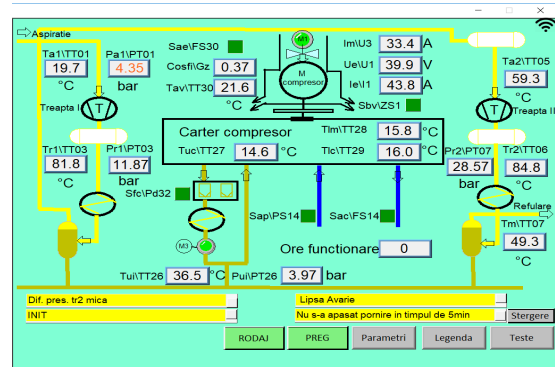 Aspiratie
M1
Sae\FS30
Im\U3 33.4 A
Ta1\TT01 Pa1\PT01
Cosfi/Gz 0.37
M
compresor
Ue\U1 39.9 V
Ta2\TT05
19.7 4.35
Tav\TT30 21.6
Ie\I1 43.8 A
59.3
°C bar
°C
Sbv\ZS1
°C
Treapta I T
T Treapta II
Carter compresor
Tlm\TT28 15.8 °C
Tr1\TT03 Pr1\PT03
Tuc\TT27 14.6 °C
Tlc\TT29 16.0 °C
Pr2\PT07 Tr2\TT06
81.8 11.87
28.57 84.8
°C bar
bar °C
Sfc\Pd32
Sap\PS14
Sac\FS14
Refulare
Tm\TT07
M0
Ore functionare 0
49.3
°C
Tui\TT26 36.5 °C Pui\PT26 3.97 bar
Dif. pres. tr2 mica
Lipsa Avarie
INIT
Nu s-a apasat pornire in timpul de 5min
Stergere
RODAJ
PREG
Parametri
Legenda
Teste